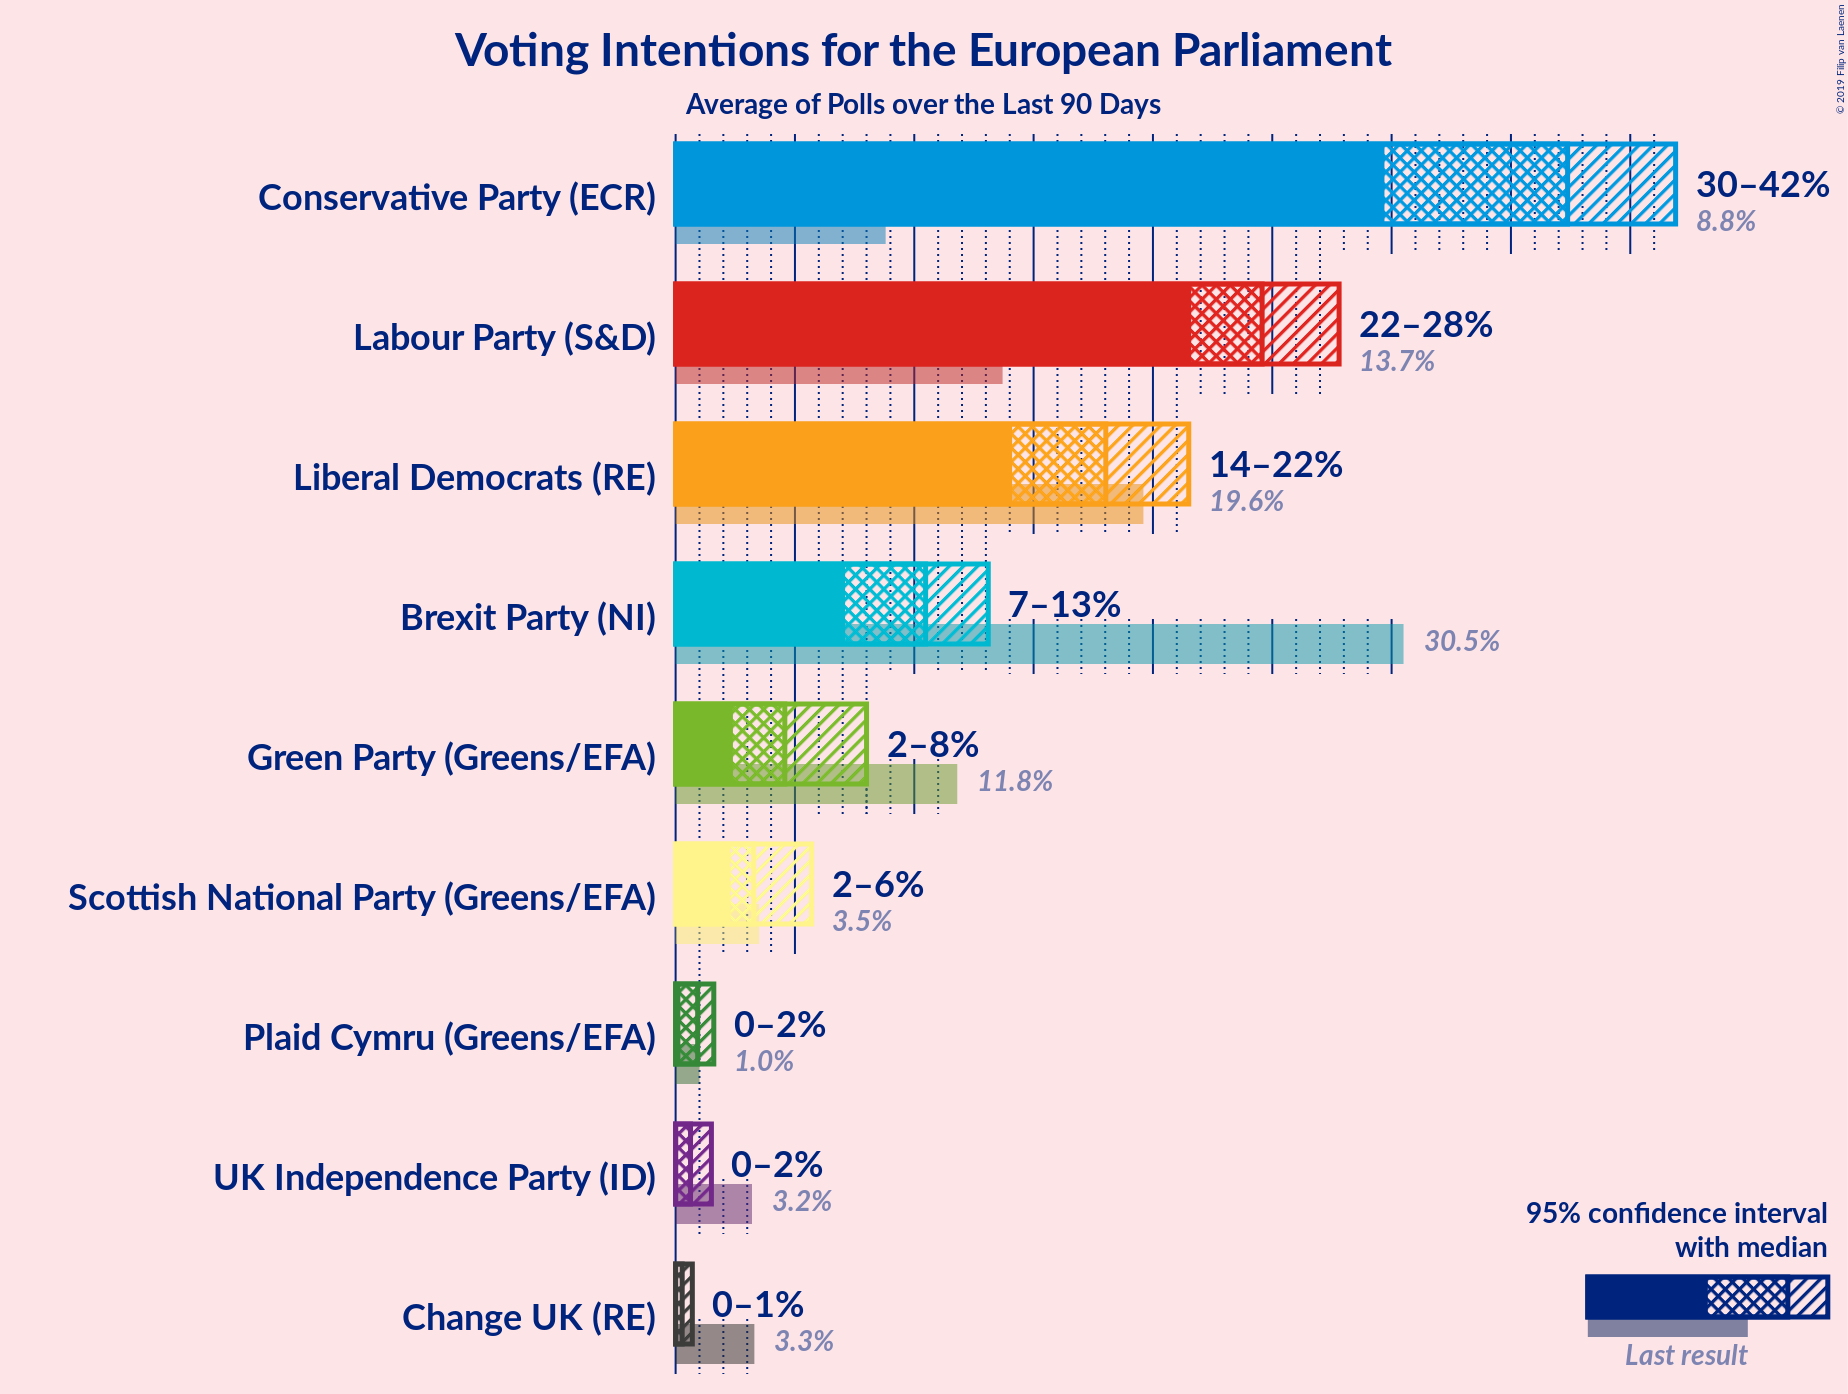 Voting Intentions for the European Parliament
Average of Polls over the Last 90 Days
© 2019 Filip van Laenen
Conservative Party (ECR)
30–42%
8.8%
Labour Party (S&D)
22–28%
13.7%
Liberal Democrats (RE)
14–22%
19.6%
Brexit Party (NI)
7–13%
30.5%
Green Party (Greens/EFA)
2–8%
11.8%
Scottish National Party (Greens/EFA)
2–6%
3.5%
Plaid Cymru (Greens/EFA)
0–2%
1.0%
UK Independence Party (ID)
0–2%
3.2%
Change UK (RE)
0–1%
3.3%
95% confidence interval
with median
Last result